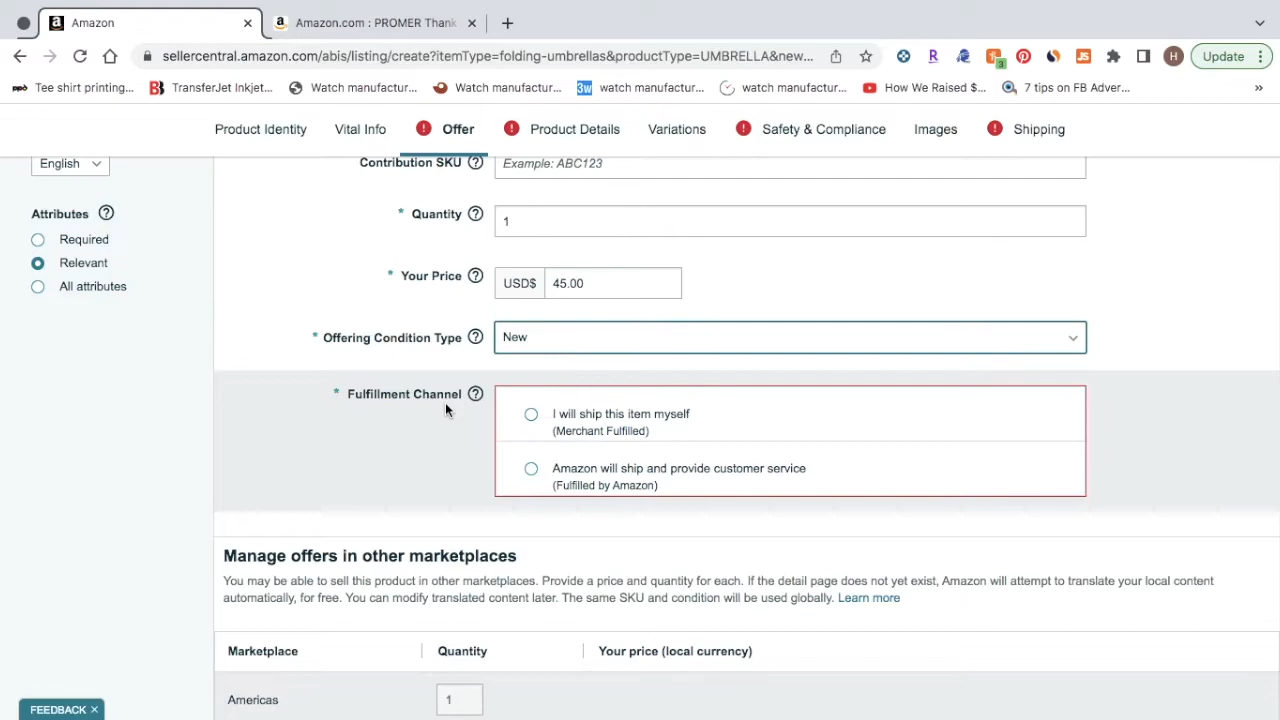 Amazon
Amazon.com : PROMER Thank
sellercentral.amazon.com/abis/listing/create?itemType=folding-umbrellas&productType=UMBRELLA&new...
3
JS
H
Update
Tee shirt printing...
TransferJet Inkjet...
Watch manufactur...
Watch manufactur...
3w
watch manufactur...
watch manufactur...
How We Raised $...
7 tips on FB Adver...
Product Identity
Vital Info
Offer
Product Details
Variations
Safety & Compliance
Images
Shipping
English
Attributes
Required
Relevant
All attributes
Contribution SKU
Example: ABC123
* Quantity
1
* Your Price
USD$ 45.00
* Offering Condition Type
New
* Fulfillment Channel
I will ship this item myself
(Merchant Fulfilled)
Amazon will ship and provide customer service
(Fulfilled by Amazon)
Manage offers in other marketplaces
You may be able to sell this product in other marketplaces. Provide a price and quantity for each. If the detail page does not yet exist, Amazon will attempt to translate your local content
automatically, for free. You can modify translated content later. The same SKU and condition will be used globally. Learn more
Marketplace
Quantity
Your price (local currency)
Americas
1
FEEDBACK